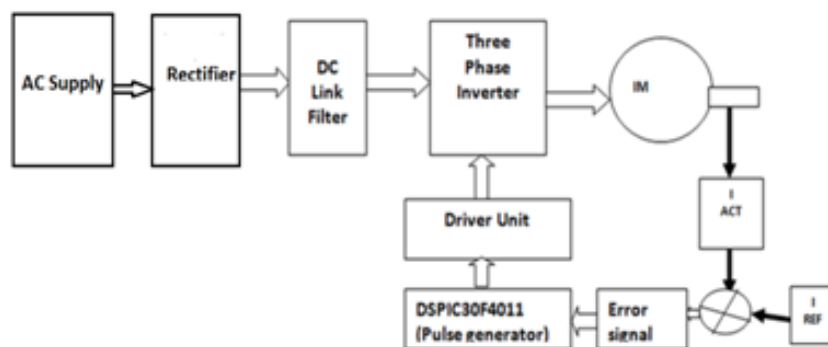 AC Supply
Rectifier
DC
Link
Filter
Three
Phase
Inverter
IM
I
ACT
Driver Unit
DSPIC30F4011
(Pulse generator)
Error
signal
I
REF